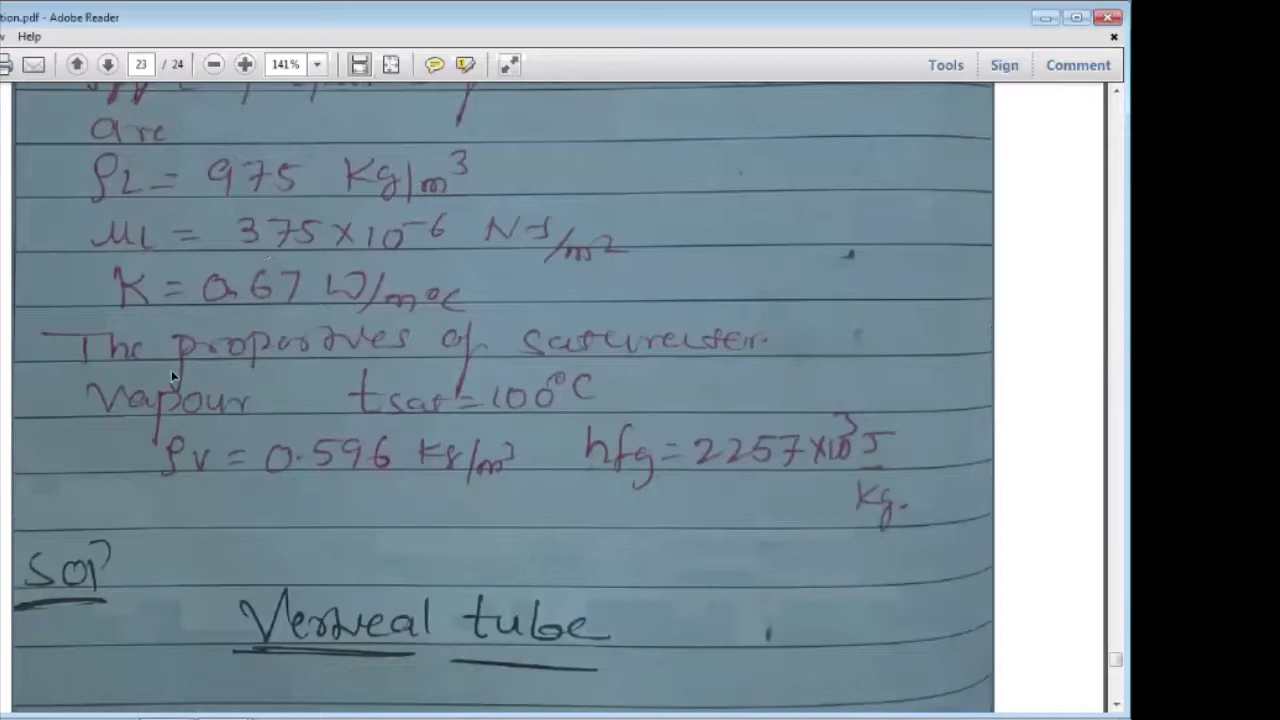 tion.pdf - Adobe Reader
Help
23 / 24 141% Tools Sign Comment
are
ρL = 975 Kg/m³
μL = 375×10⁻⁶ N-s/m²
K = 0.67 W/m°C
The properties of saturated
Vapour tsat = 100°C
ρv = 0.596 Kg/m³ hfg = 2257×10³ J/kg.
Sol
Vertical tube